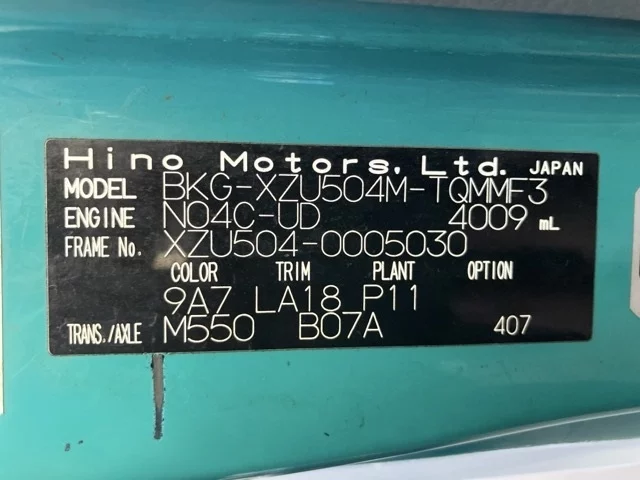 Hino Motors, Ltd. JAPAN
MODEL BKG-XZU504M-TQMMF3
ENGINE N04C-UD 4009 mL
FRAME No. XZU504-0005030
COLOR TRIM PLANT OPTION
9A7 LA18 P11
TRANS./AXLE M550 B07A 407